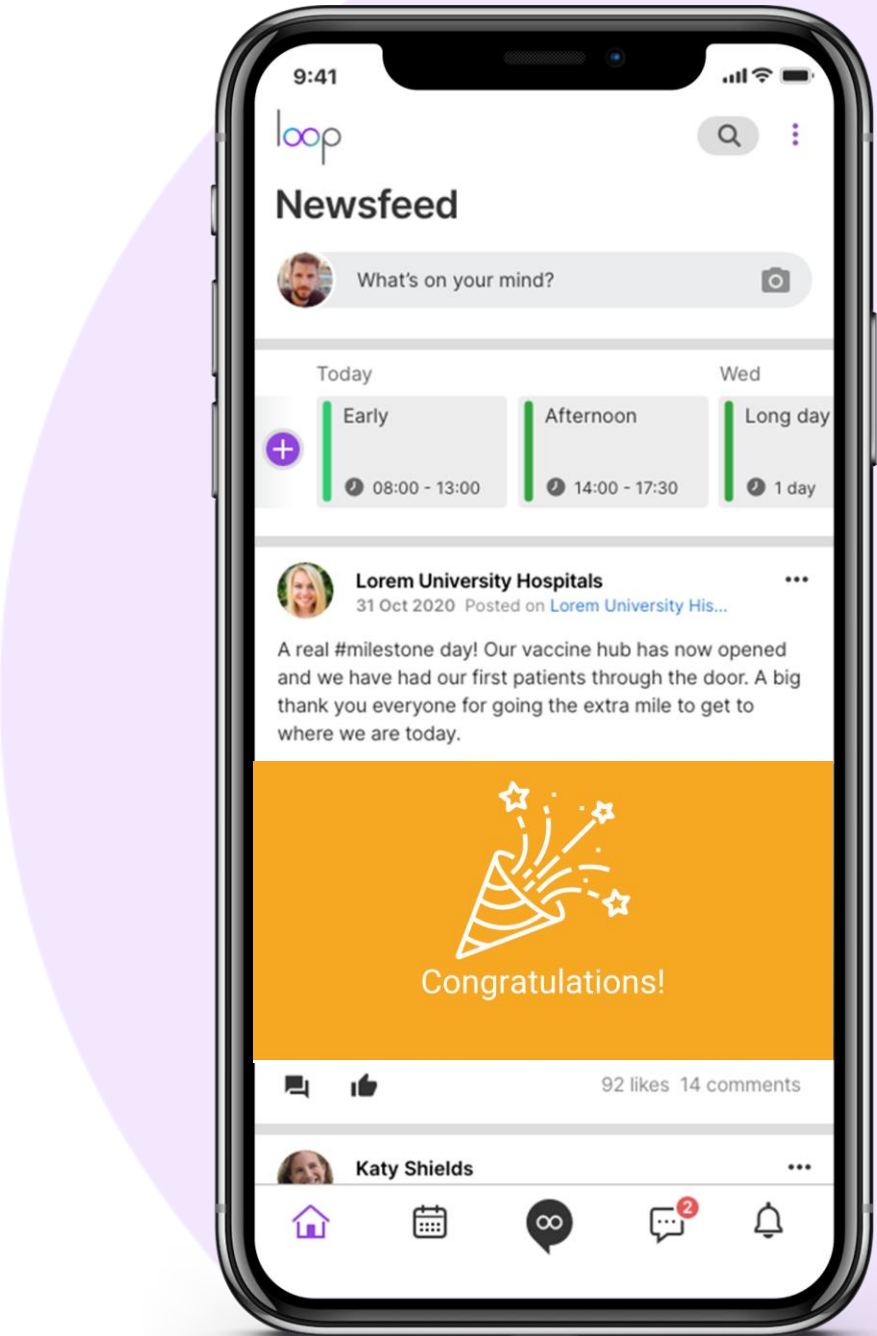 9:41
loop
Newsfeed
What's on your mind?
Today
Wed
Early
Afternoon
Long day
08:00 - 13:00
14:00 - 17:30
1 day
Lorem University Hospitals
31 Oct 2020 Posted on Lorem University His...
A real #milestone day! Our vaccine hub has now opened
and we have had our first patients through the door. A big
thank you everyone for going the extra mile to get to
where we are today.
Congratulations!
92 likes 14 comments
Katy Shields
2